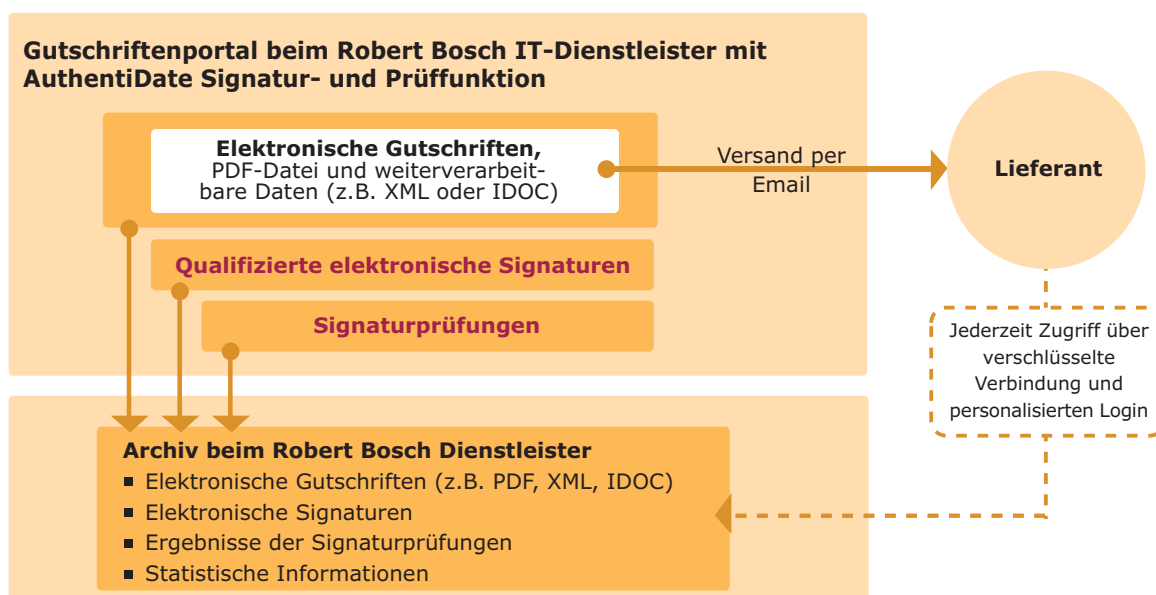 Gutschriftenportal beim Robert Bosch IT-Dienstleister mit
AuthentiDate Signatur- und Prüffunktion
Elektronische Gutschriften,
PDF-Datei und weiterverarbeit-
bare Daten (z.B. XML oder IDOC)
Versand per
Email
Lieferant
Qualifizierte elektronische Signaturen
Signaturprüfungen
Jederzeit Zugriff über
verschlüsselte
Verbindung und
personalisierten Login
Archiv beim Robert Bosch Dienstleister
▪ Elektronische Gutschriften (z.B. PDF, XML, IDOC)
▪ Elektronische Signaturen
▪ Ergebnisse der Signaturprüfungen
▪ Statistische Informationen